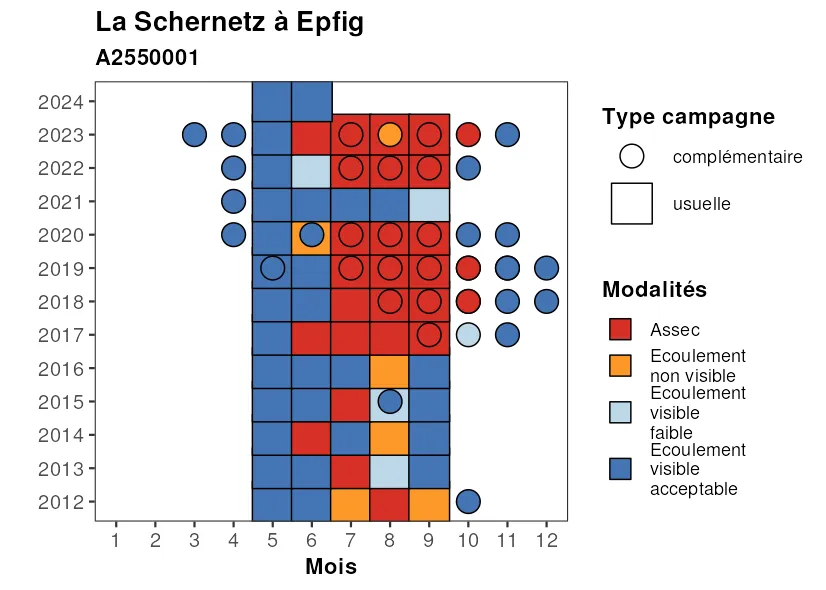 La Schernetz à Epfig
A2550001
2024
2023
2022
2021
2020
2019
2018
2017
2016
2015
2014
2013
2012
1 2 3 4 5 6 7 8 9 10 11 12
Mois
Type campagne
complémentaire
usuelle
Modalités
Assec
Ecoulement
non visible
Ecoulement
visible
faible
Ecoulement
visible
acceptable